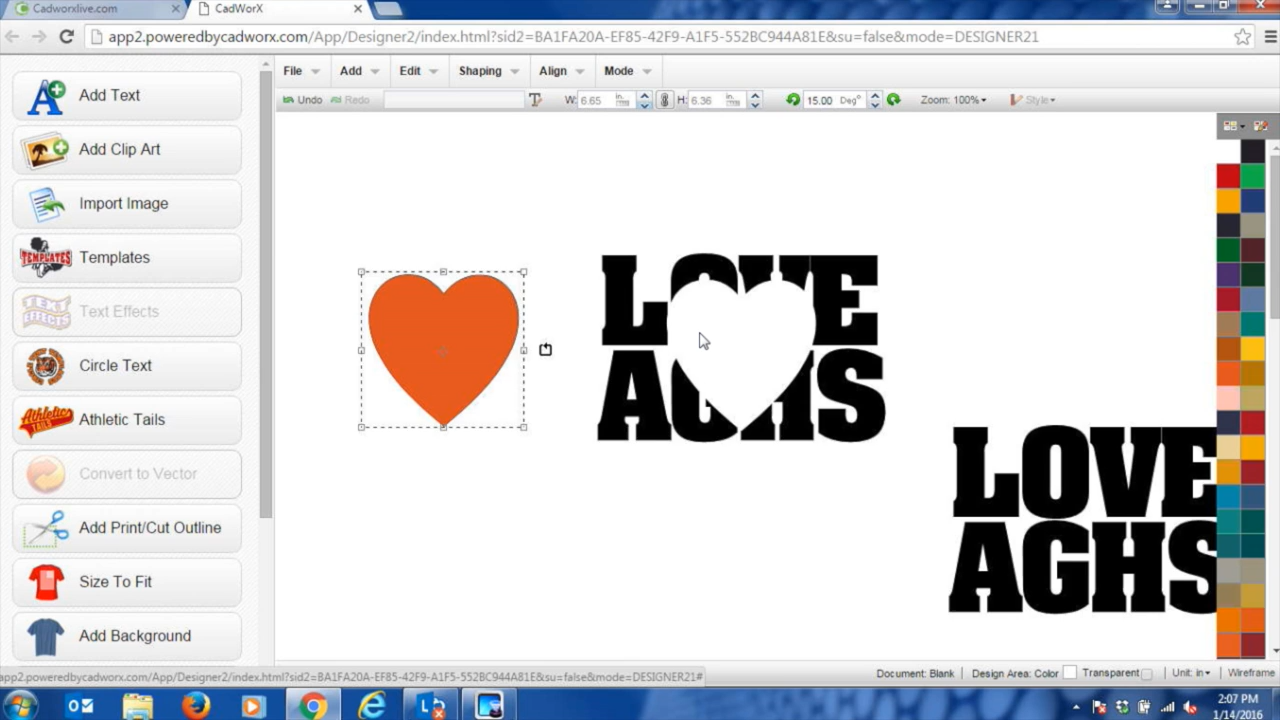 Cadworxlive.com
CadWorX
app2.poweredbycadworx.com/App/Designer2/index.html?sid2=BA1FA20A-EF85-42F9-A1F5-552BC944A81E&su=false&mode=DESIGNER21
File Add Edit Shaping Align Mode
Undo Redo W: 6.65 in. H: 6.36 in. 15.00 Deg° Zoom: 100% Style
Add Text
Add Clip Art
Import Image
TEMPLATES Templates
Text Effects
Circle Text
Athletic TAILS Athletic Tails
Convert to Vector
Add Print/Cut Outline
Size To Fit
Add Background
LOVE
AGHS
LOVE
AGHS
app2.poweredbycadworx.com/App/Designer2/index.html?sid2=BA1FA20A-EF85-42F9-A1F5-552BC944A81E&su=false&mode=DESIGNER21#
Document: Blank Design Area: Color Transparent Unit: in Wireframe
2:07 PM
1/14/2016